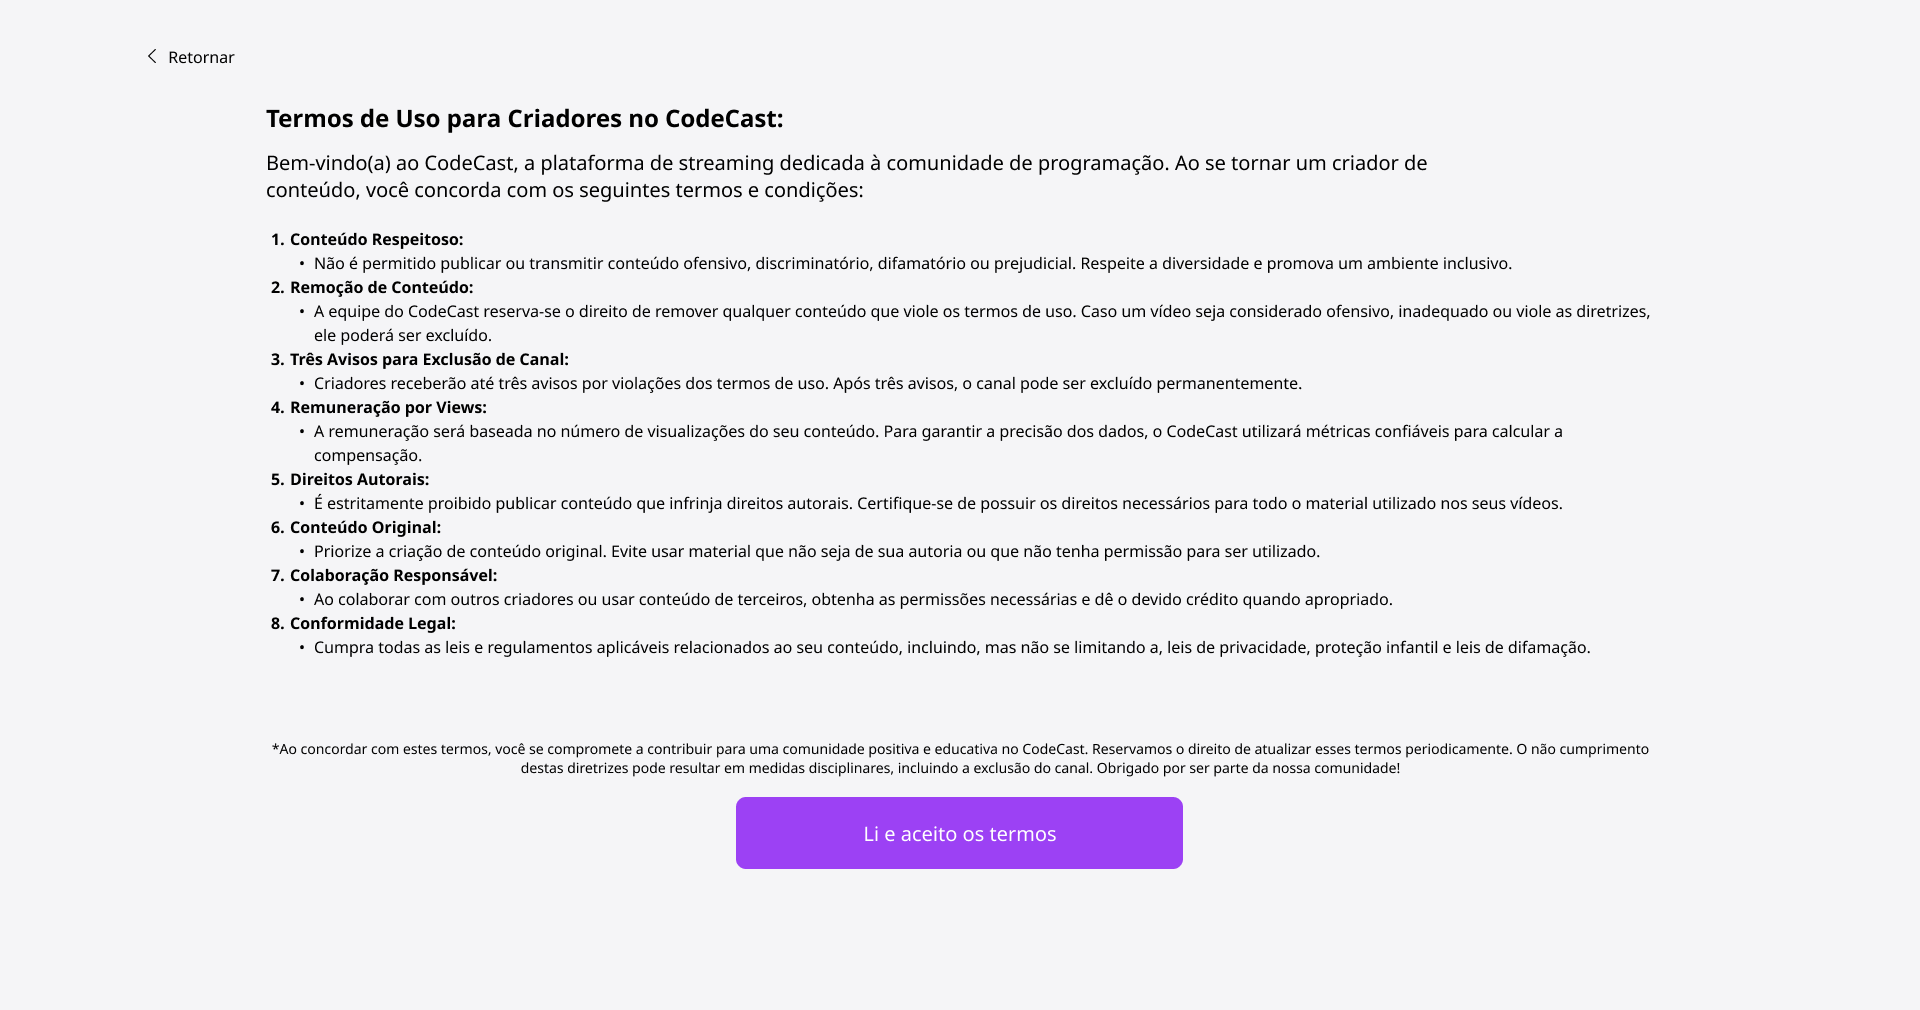 Retornar
Termos de Uso para Criadores no CodeCast:
Bem-vindo(a) ao CodeCast, a plataforma de streaming dedicada à comunidade de programação. Ao se tornar um criador de
conteúdo, você concorda com os seguintes termos e condições:
1. Conteúdo Respeitoso:
• Não é permitido publicar ou transmitir conteúdo ofensivo, discriminatório, difamatório ou prejudicial. Respeite a diversidade e promova um ambiente inclusivo.
2. Remoção de Conteúdo:
• A equipe do CodeCast reserva-se o direito de remover qualquer conteúdo que viole os termos de uso. Caso um vídeo seja considerado ofensivo, inadequado ou viole as diretrizes,
ele poderá ser excluído.
3. Três Avisos para Exclusão de Canal:
• Criadores receberão até três avisos por violações dos termos de uso. Após três avisos, o canal pode ser excluído permanentemente.
4. Remuneração por Views:
• A remuneração será baseada no número de visualizações do seu conteúdo. Para garantir a precisão dos dados, o CodeCast utilizará métricas confiáveis para calcular a
compensação.
5. Direitos Autorais:
• É estritamente proibido publicar conteúdo que infrinja direitos autorais. Certifique-se de possuir os direitos necessários para todo o material utilizado nos seus vídeos.
6. Conteúdo Original:
• Priorize a criação de conteúdo original. Evite usar material que não seja de sua autoria ou que não tenha permissão para ser utilizado.
7. Colaboração Responsável:
• Ao colaborar com outros criadores ou usar conteúdo de terceiros, obtenha as permissões necessárias e dê o devido crédito quando apropriado.
8. Conformidade Legal:
• Cumpra todas as leis e regulamentos aplicáveis relacionados ao seu conteúdo, incluindo, mas não se limitando a, leis de privacidade, proteção infantil e leis de difamação.
*Ao concordar com estes termos, você se compromete a contribuir para uma comunidade positiva e educativa no CodeCast. Reservamos o direito de atualizar esses termos periodicamente. O não cumprimento
destas diretrizes pode resultar em medidas disciplinares, incluindo a exclusão do canal. Obrigado por ser parte da nossa comunidade!
Li e aceito os termos